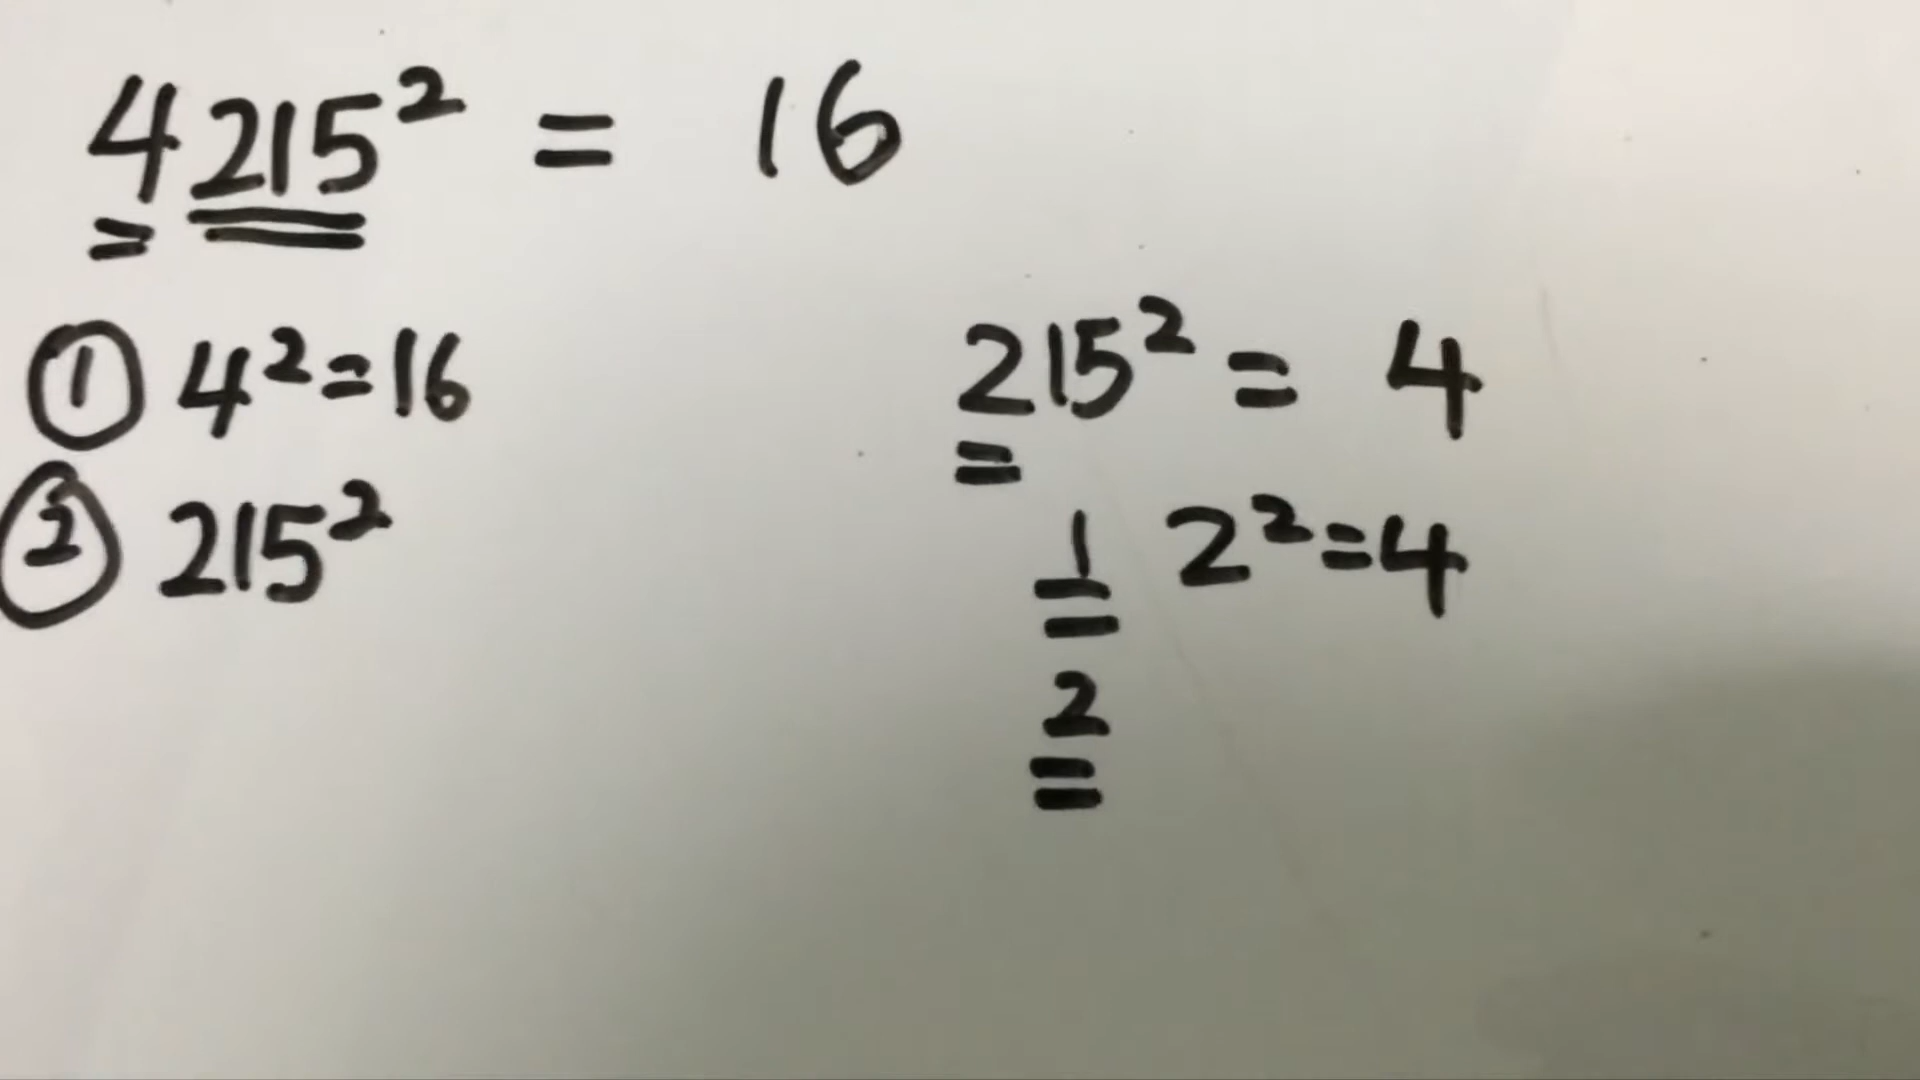 4215² = 16
① 4²=16
② 215²
215² = 4
1 2²=4
2